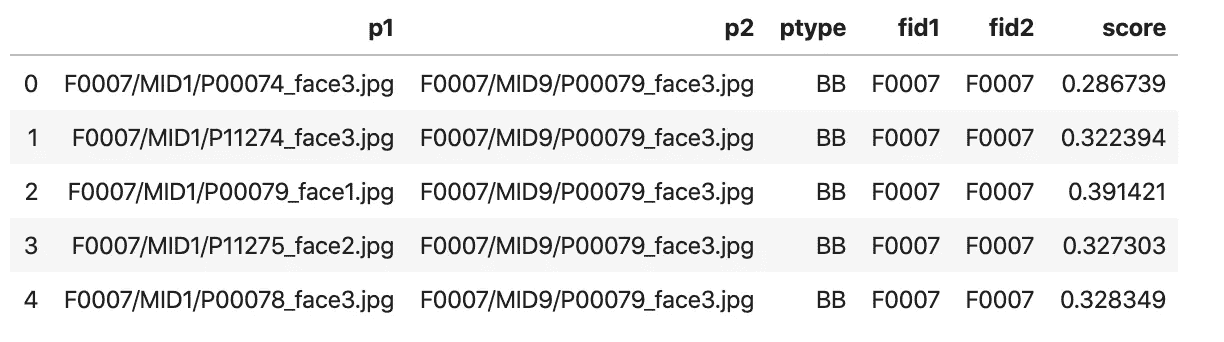 p1 p2 ptype fid1 fid2 score
0 F0007/MID1/P00074_face3.jpg F0007/MID9/P00079_face3.jpg BB F0007 F0007 0.286739
1 F0007/MID1/P11274_face3.jpg F0007/MID9/P00079_face3.jpg BB F0007 F0007 0.322394
2 F0007/MID1/P00079_face1.jpg F0007/MID9/P00079_face3.jpg BB F0007 F0007 0.391421
3 F0007/MID1/P11275_face2.jpg F0007/MID9/P00079_face3.jpg BB F0007 F0007 0.327303
4 F0007/MID1/P00078_face3.jpg F0007/MID9/P00079_face3.jpg BB F0007 F0007 0.328349